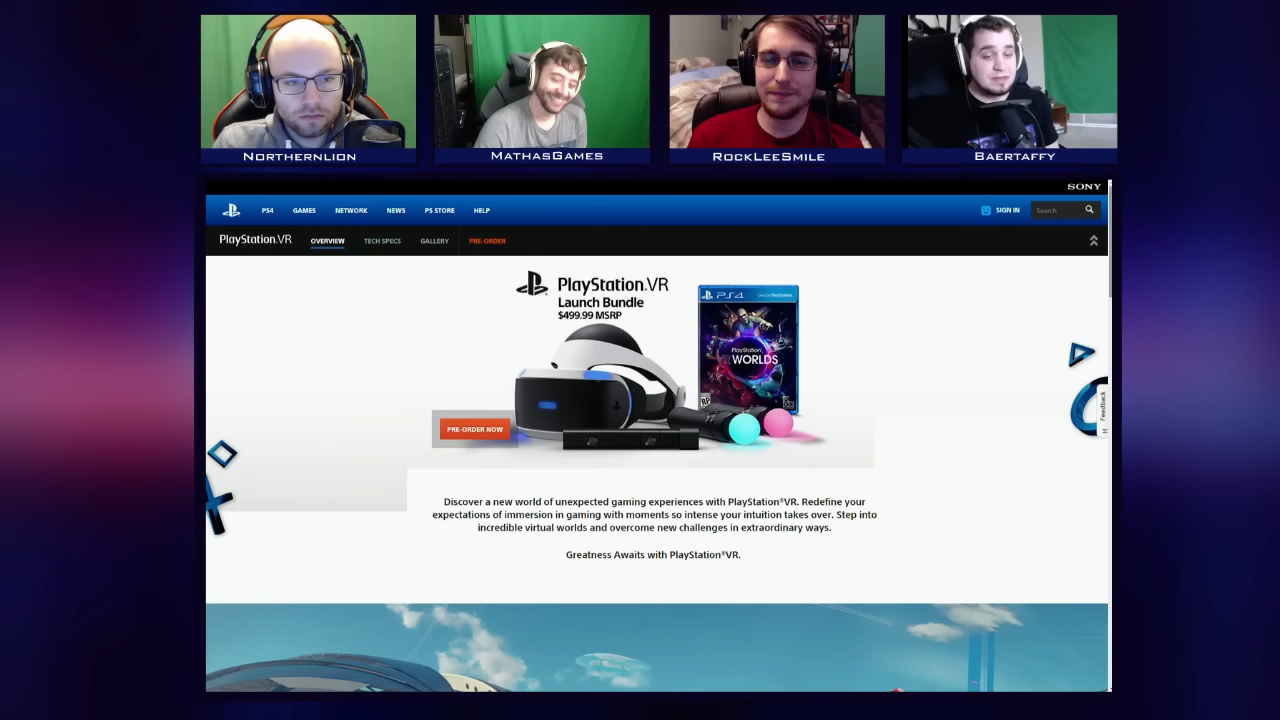 NORTHERNLION
MATHASGAMES
ROCKLEESMILE
BAERTAFFY
SONY
PS4 GAMES NETWORK NEWS PS STORE HELP SIGN IN Search
PlayStation.VR OVERVIEW TECH SPECS GALLERY PRE-ORDER
PlayStation.VR
Launch Bundle
$499.99 MSRP
PS4
PlayStation
WORLDS
RP
Feedback
PRE-ORDER NOW
Discover a new world of unexpected gaming experiences with PlayStation®VR. Redefine your
expectations of immersion in gaming with moments so intense your intuition takes over. Step into
incredible virtual worlds and overcome new challenges in extraordinary ways.
Greatness Awaits with PlayStation®VR.